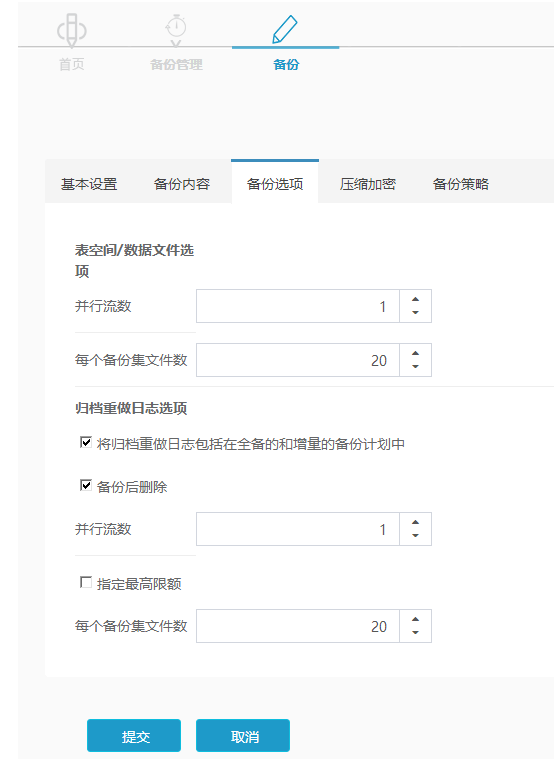 首页
备份管理
备份
基本设置
备份内容
备份选项
压缩加密
备份策略
表空间/数据文件选
项
并行流数
1
每个备份集文件数
20
归档重做日志选项
将归档重做日志包括在全备的和增量的备份计划中
备份后删除
并行流数
1
指定最高限额
每个备份集文件数
20
提交
取消